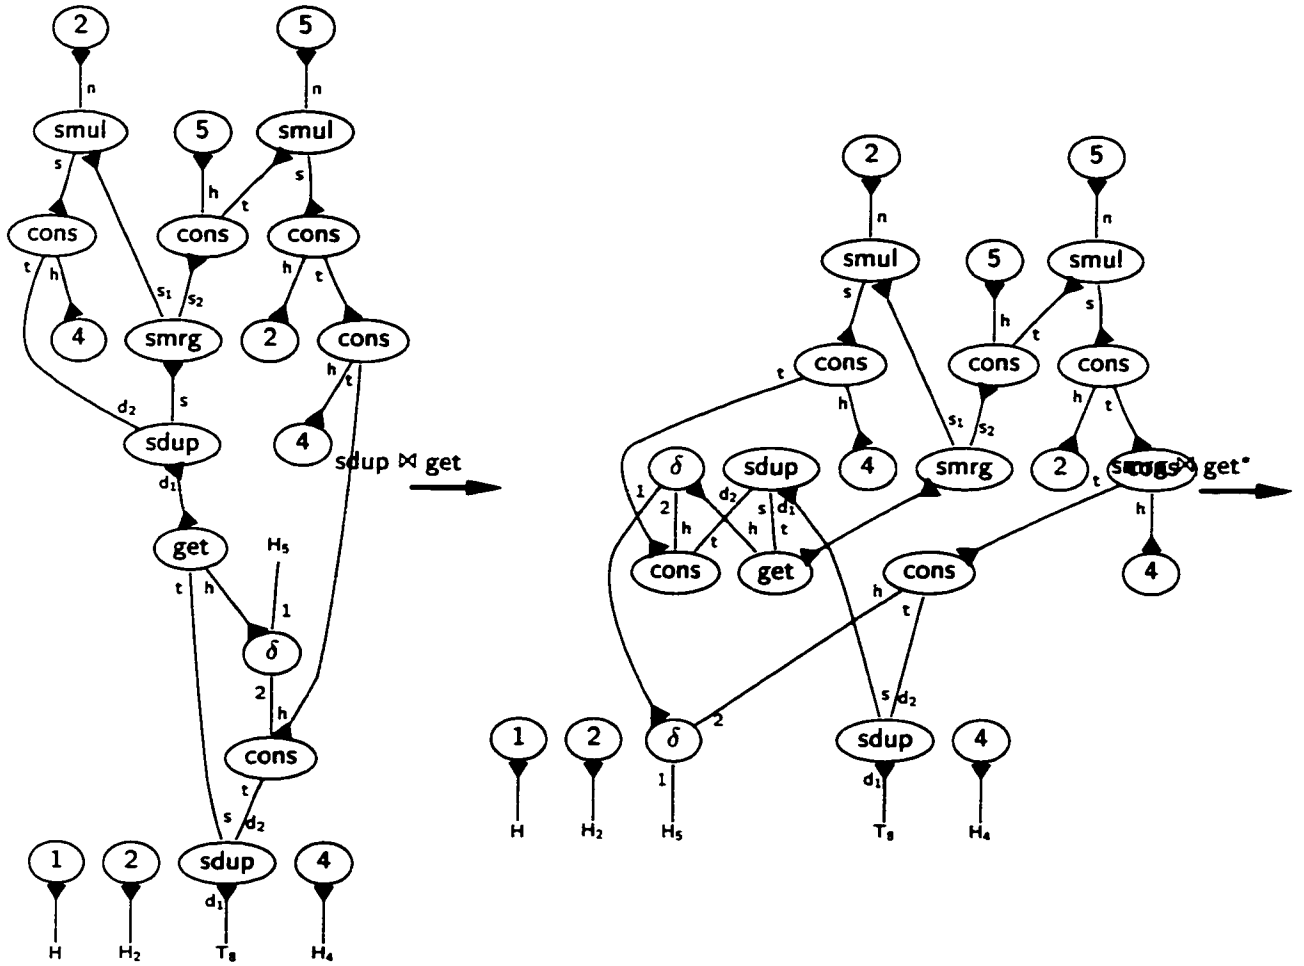 2 5
n n
smul 5 smul
s h t s
cons cons cons
t h s₁ s₂ h t
4 smrg 2 cons
d₂ s h t
sdup 4
d₁
get H₅
t h 1
δ
2 h
cons
t
s d₂
1 2 sdup 4
d₁
H H₂ T₈ H₄
sdup ⋈ get
2 5
n n
smul 5 smul
s h t s
cons cons cons
t h s₁ s₂ h t
δ sdup 4 smrg 2 ⋈ get*
1 2 h d₂ s d₁ t h t t h
cons get cons 4
h t
s d₂
1 2 δ 2 sdup 4
1 d₁
H H₂ H₅ T₈ H₄